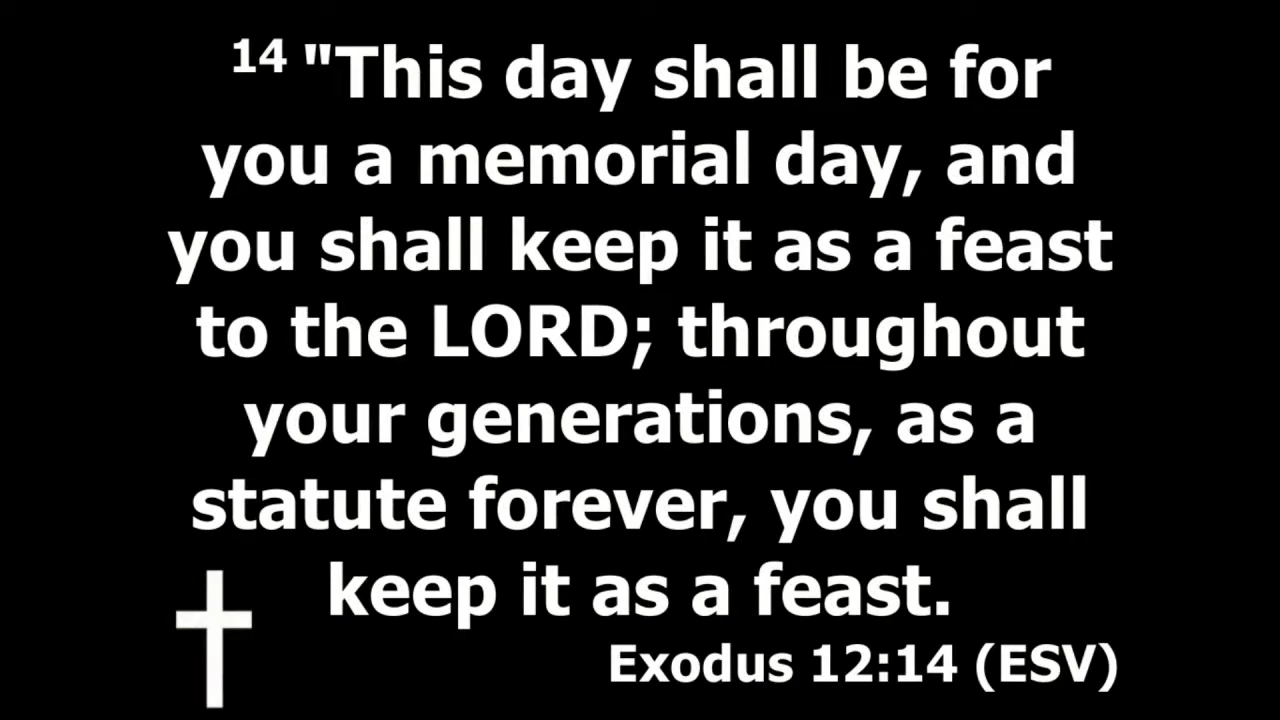 14 "This day shall be for
you a memorial day, and
you shall keep it as a feast
to the LORD; throughout
your generations, as a
statute forever, you shall
keep it as a feast.
Exodus 12:14 (ESV)